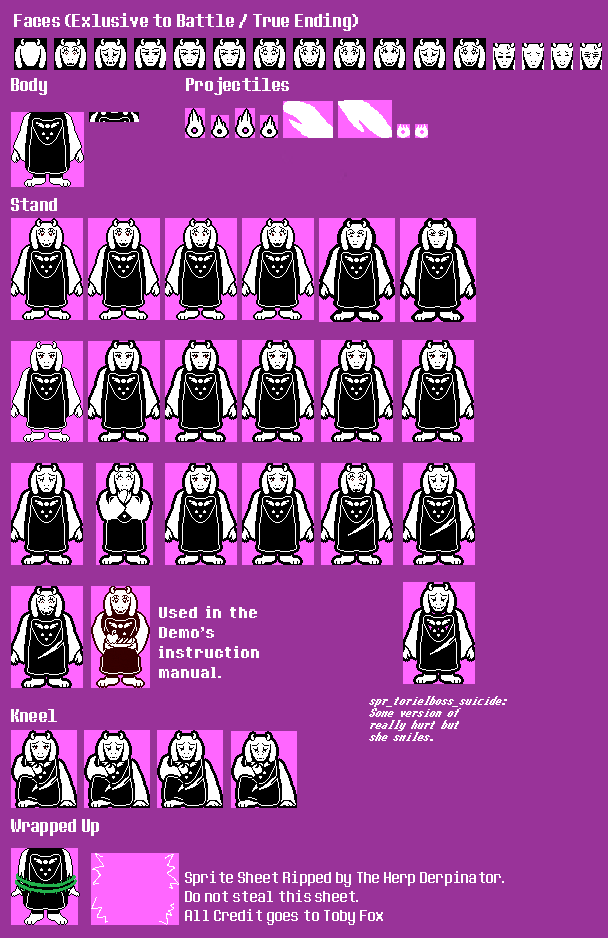 Faces (Exlusive to Battle / True Ending)
Body
Projectiles
Stand
Used in the
Demo's
instruction
manual.
spr_torielboss_suicide:
Some version of
really hurt but
she smiles.
Kneel
Wrapped Up
Sprite Sheet Ripped by The Herp Derpinator.
Do not steal this sheet.
All Credit goes to Toby Fox